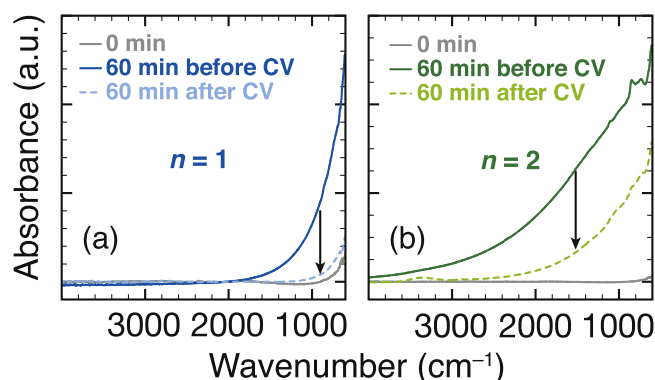 Absorbance (a.u.)
0 min
60 min before CV
60 min after CV
n = 1
(a)
3000 2000 1000
0 min
60 min before CV
60 min after CV
n = 2
(b)
3000 2000 1000
Wavenumber (cm⁻¹)